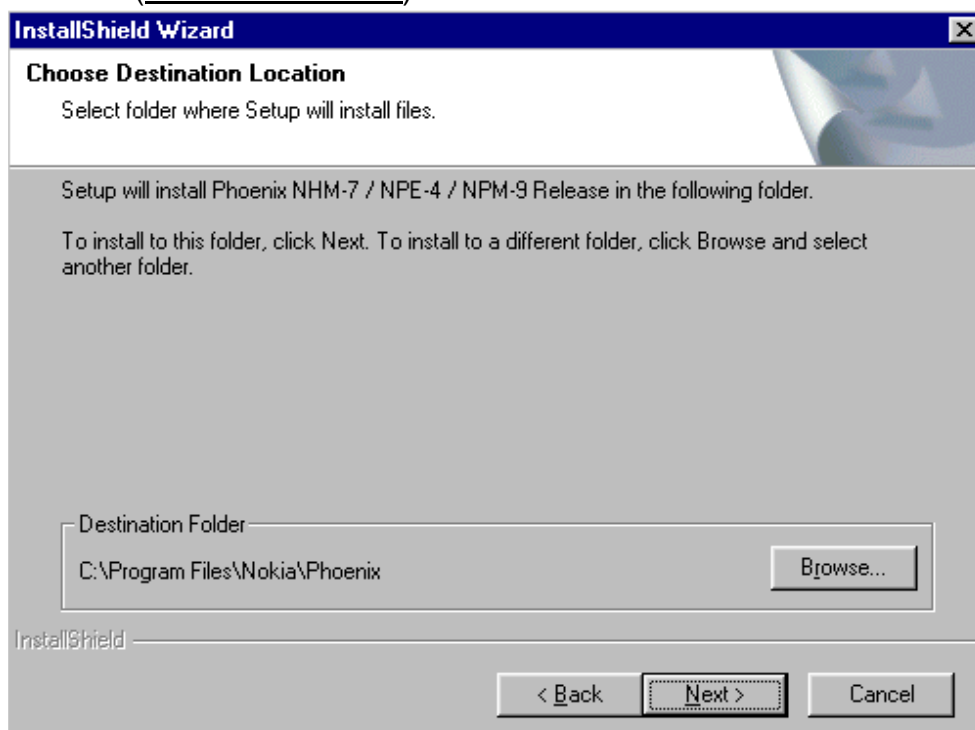 InstallShield Wizard
Choose Destination Location
Select folder where Setup will install files.
Setup will install Phoenix NHM-7 / NPE-4 / NPM-9 Release in the following folder.
To install to this folder, click Next. To install to a different folder, click Browse and select
another folder.
Destination Folder
C:\Program Files\Nokia\Phoenix
Browse...
InstallShield
< Back
Next >
Cancel